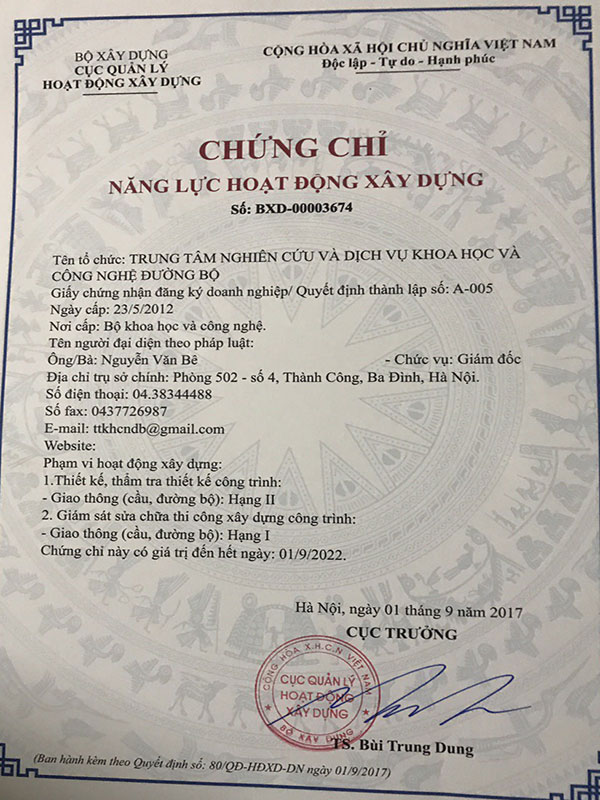 BỘ XÂY DỰNG
CỤC QUẢN LÝ
HOẠT ĐỘNG XÂY DỰNG
CỘNG HÒA XÃ HỘI CHỦ NGHĨA VIỆT NAM
Độc lập - Tự do - Hạnh phúc
CHỨNG CHỈ
NĂNG LỰC HOẠT ĐỘNG XÂY DỰNG
Số: BXD-00003674
Tên tổ chức: TRUNG TÂM NGHIÊN CỨU VÀ DỊCH VỤ KHOA HỌC VÀ
CÔNG NGHỆ ĐƯỜNG BỘ
Giấy chứng nhận đăng ký doanh nghiệp/ Quyết định thành lập số: A-005
Ngày cấp: 23/5/2012
Nơi cấp: Bộ khoa học và công nghệ.
Tên người đại diện theo pháp luật:
Ông/Bà: Nguyễn Văn Bê - Chức vụ: Giám đốc
Địa chỉ trụ sở chính: Phòng 502 - số 4, Thành Công, Ba Đình, Hà Nội.
Số điện thoại: 04.38344488
Số fax: 0437726987
E-mail: ttkhcndb@gmail.com
Website:
Phạm vi hoạt động xây dựng:
1.Thiết kế, thẩm tra thiết kế công trình:
- Giao thông (cầu, đường bộ): Hạng II
2. Giám sát sửa chữa thi công xây dựng công trình:
- Giao thông (cầu, đường bộ): Hạng I
Chứng chỉ này có giá trị đến hết ngày: 01/9/2022.
Hà Nội, ngày 01 tháng 9 năm 2017
CỤC TRƯỞNG
CỘNG HÒA X.H.C.N VIỆT NAM
CỤC QUẢN LÝ
HOẠT ĐỘNG
XÂY DỰNG
BỘ XÂY DỰNG
TS. Bùi Trung Dung
(Ban hành kèm theo Quyết định số: 80/QĐ-HĐXD-DN ngày 01/9/2017)